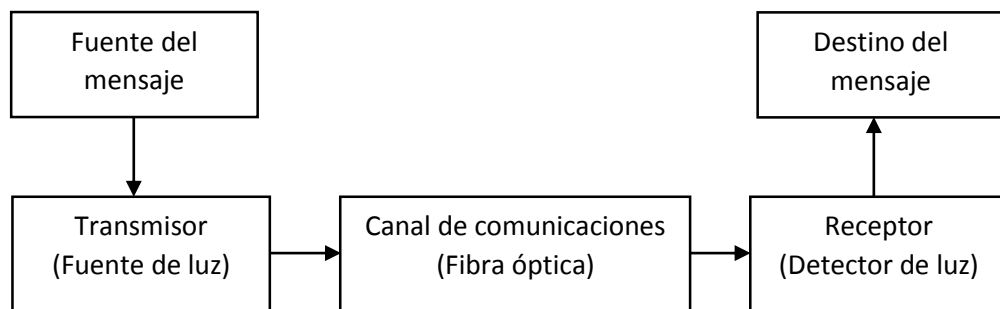 Fuente del
mensaje
Destino del
mensaje
Transmisor
(Fuente de luz)
Canal de comunicaciones
(Fibra óptica)
Receptor
(Detector de luz)